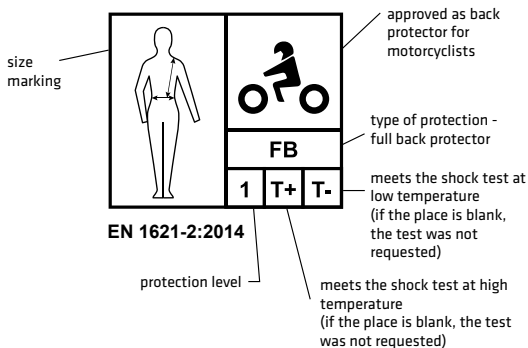 size
marking
approved as back
protector for
motorcyclists
type of protection -
full back protector
FB
1 T+ T-
meets the shock test at
low temperature
(if the place is blank,
the test was not
requested)
EN 1621-2:2014
protection level
meets the shock test at high
temperature
(if the place is blank, the test
was not requested)